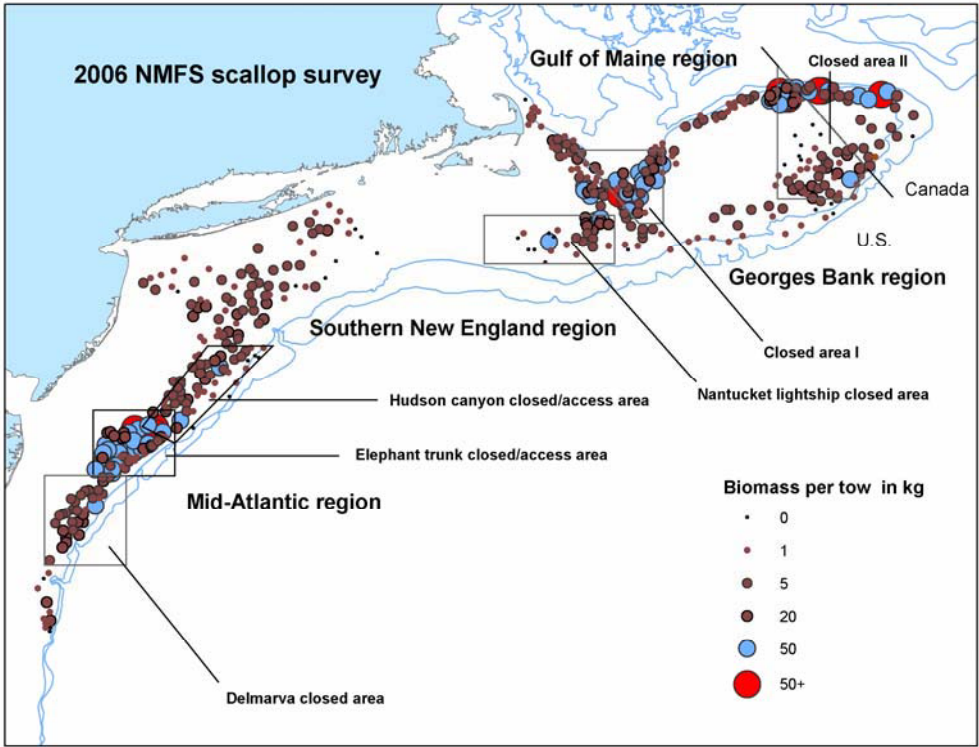 Gulf of Maine region
Closed area II
2006 NMFS scallop survey
Canada
U.S.
Georges Bank region
Southern New England region
Closed area I
Nantucket lightship closed area
Hudson canyon closed/access area
Elephant trunk closed/access area
Mid-Atlantic region
Biomass per tow in kg
0
1
5
20
50
50+
Delmarva closed area